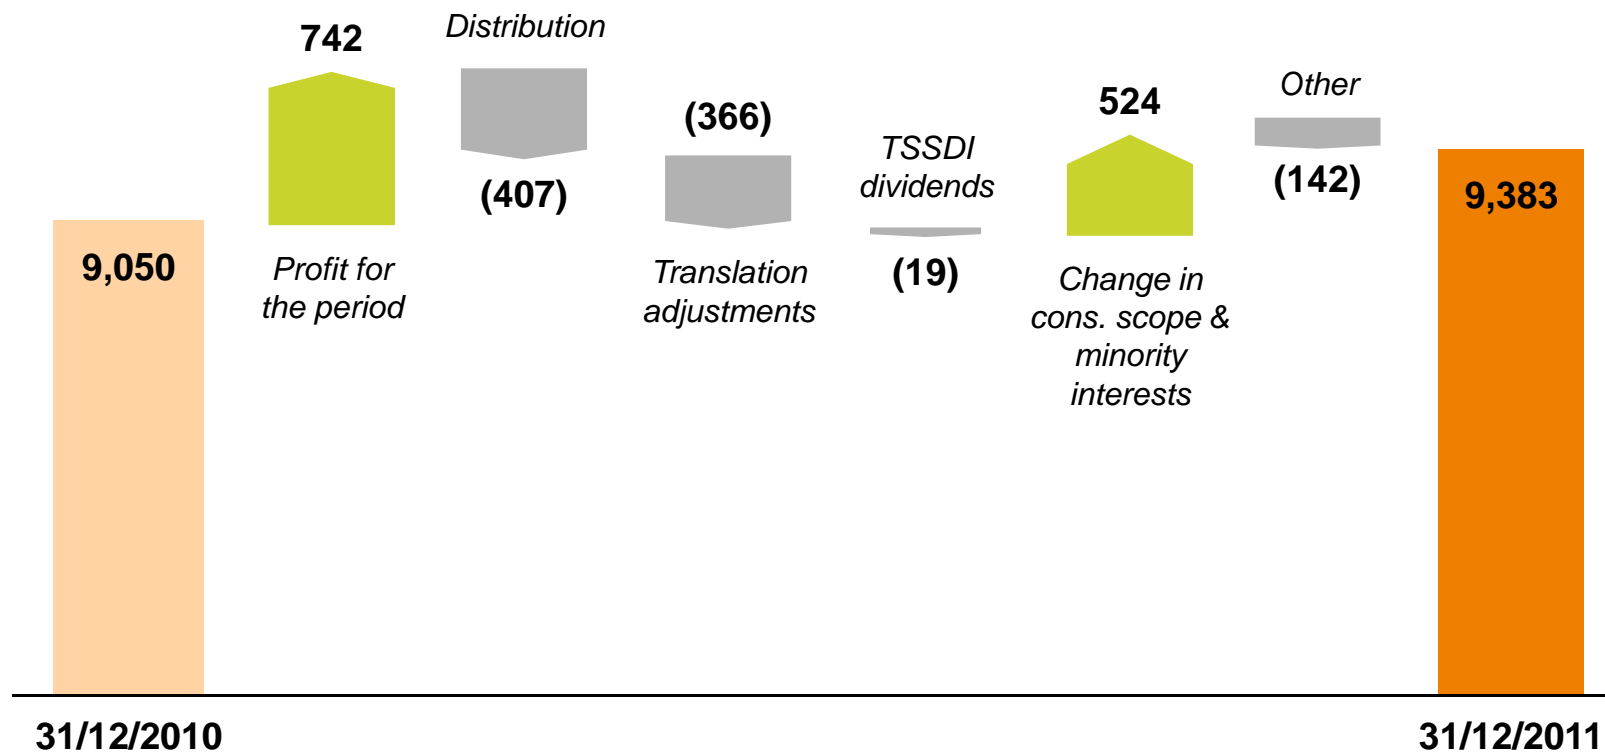 9,050
31/12/2010
742
Profit for
the period
Distribution
(407)
(366)
Translation
adjustments
TSSDI
dividends
(19)
524
Change in
cons. scope &
minority
interests
Other
(142)
9,383
31/12/2011